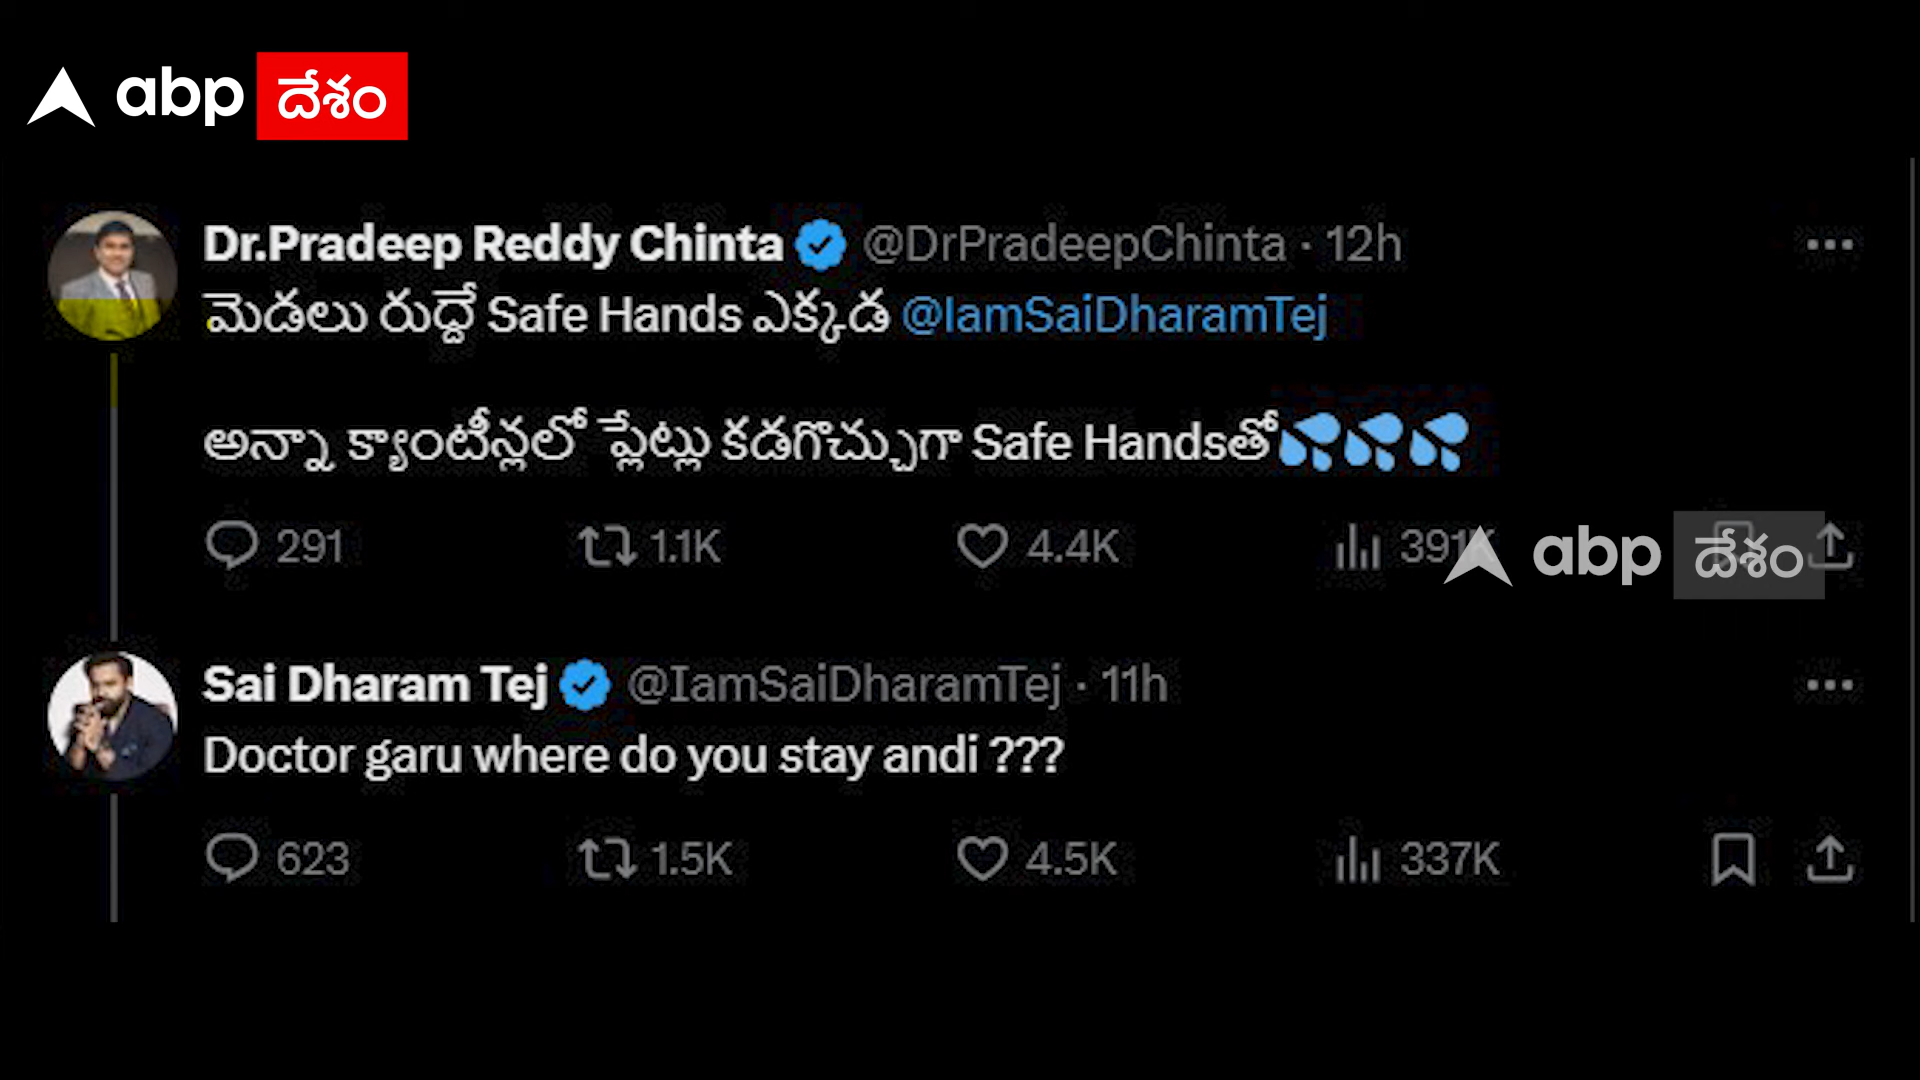 abp దేశం
Dr.Pradeep Reddy Chinta @DrPradeepChinta · 12h
మెడలు రుద్దే Safe Hands ఎక్కడ @IamSaiDharamTej
అన్నా క్యాంటీన్లలో ప్లేట్లు కడగొచ్చుగా Safe Handsతో💦💦💦
291 1.1K 4.4K 391K
abp దేశం
Sai Dharam Tej @IamSaiDharamTej · 11h
Doctor garu where do you stay andi ???
623 1.5K 4.5K 337K